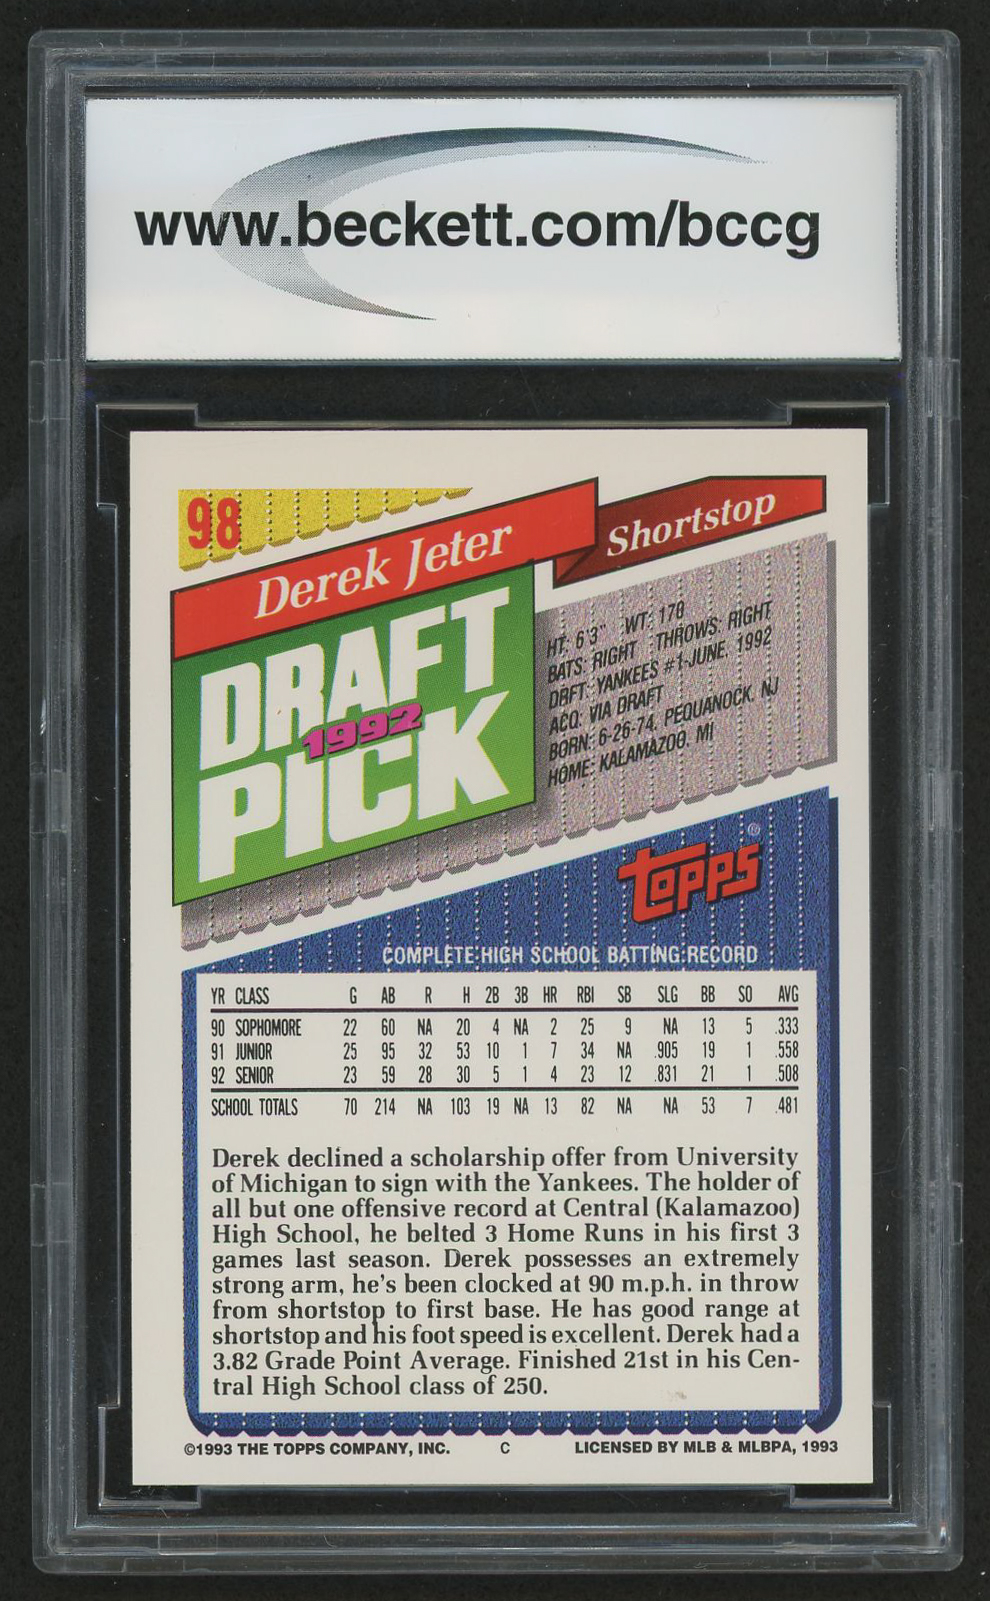 www.beckett.com/bccg
98
Derek Jeter
Shortstop
DRAFT
1992
PICK
HT: 6'3" WT: 178
BATS: RIGHT THROWS: RIGHT
DRFT: YANKEES #1-JUNE, 1992
ACQ: VIA DRAFT
BORN: 6-26-74, PEQUANOCK, NJ
HOME: KALAMAZOO, MI
topps®
COMPLETE HIGH SCHOOL BATTING RECORD
YR CLASS G AB R H 2B 3B HR RBI SB SLG BB SO AVG
90 SOPHOMORE 22 60 NA 20 4 NA 2 25 9 NA 13 5 .333
91 JUNIOR 25 95 32 53 10 1 7 34 NA .905 19 1 .558
92 SENIOR 23 59 28 30 5 1 4 23 12 .831 21 1 .508
SCHOOL TOTALS 70 214 NA 103 19 NA 13 82 NA NA 53 7 .481
Derek declined a scholarship offer from University
of Michigan to sign with the Yankees. The holder of
all but one offensive record at Central (Kalamazoo)
High School, he belted 3 Home Runs in his first 3
games last season. Derek possesses an extremely
strong arm, he's been clocked at 90 m.p.h. in throw
from shortstop to first base. He has good range at
shortstop and his foot speed is excellent. Derek had a
3.82 Grade Point Average. Finished 21st in his Cen-
tral High School class of 250.
©1993 THE TOPPS COMPANY, INC. C LICENSED BY MLB & MLBPA, 1993